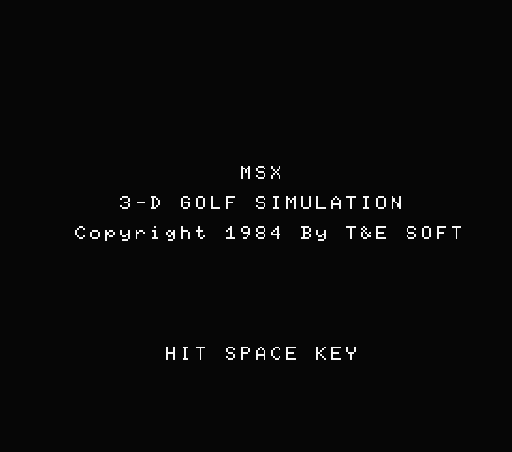 MSX
3-D GOLF SIMULATION
Copyright 1984 By T&E SOFT
HIT SPACE KEY